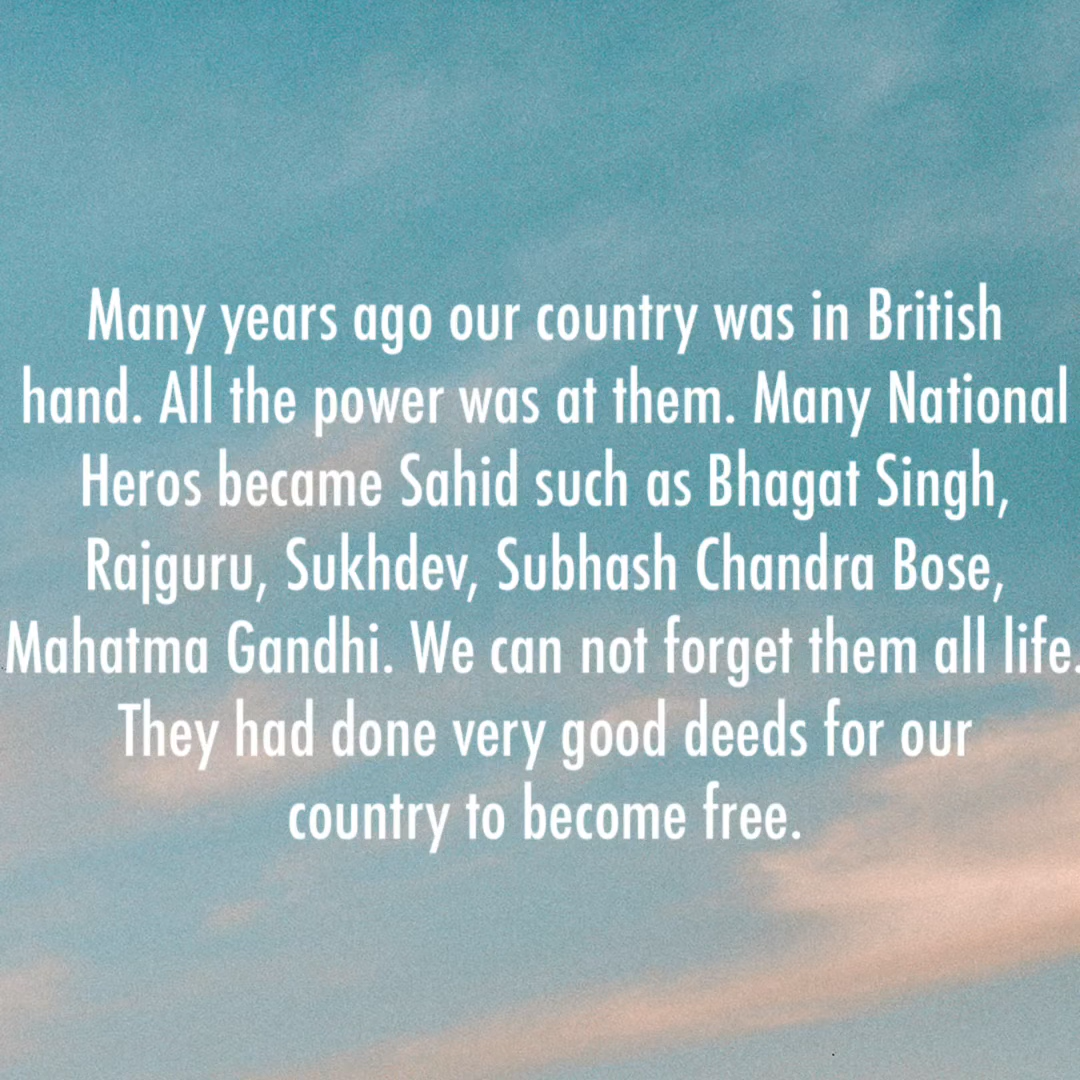 Many years ago our country was in British
hand. All the power was at them. Many National
Heros became Sahid such as Bhagat Singh,
Rajguru, Sukhdev, Subhash Chandra Bose,
Mahatma Gandhi. We can not forget them all life.
They had done very good deeds for our
country to become free.